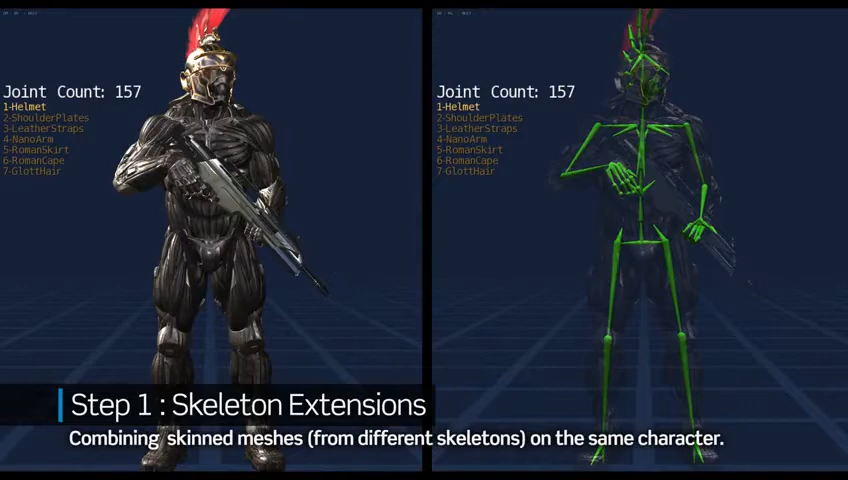 Joint Count: 157
1-Helmet
2-ShoulderPlates
3-LeatherStraps
4-NanoArm
5-RomanSkirt
6-RomanCape
7-GlottHair
Joint Count: 157
1-Helmet
2-ShoulderPlates
3-LeatherStraps
4-NanoArm
5-RomanSkirt
6-RomanCape
7-GlottHair
Step 1 : Skeleton Extensions
Combining skinned meshes (from different skeletons) on the same character.